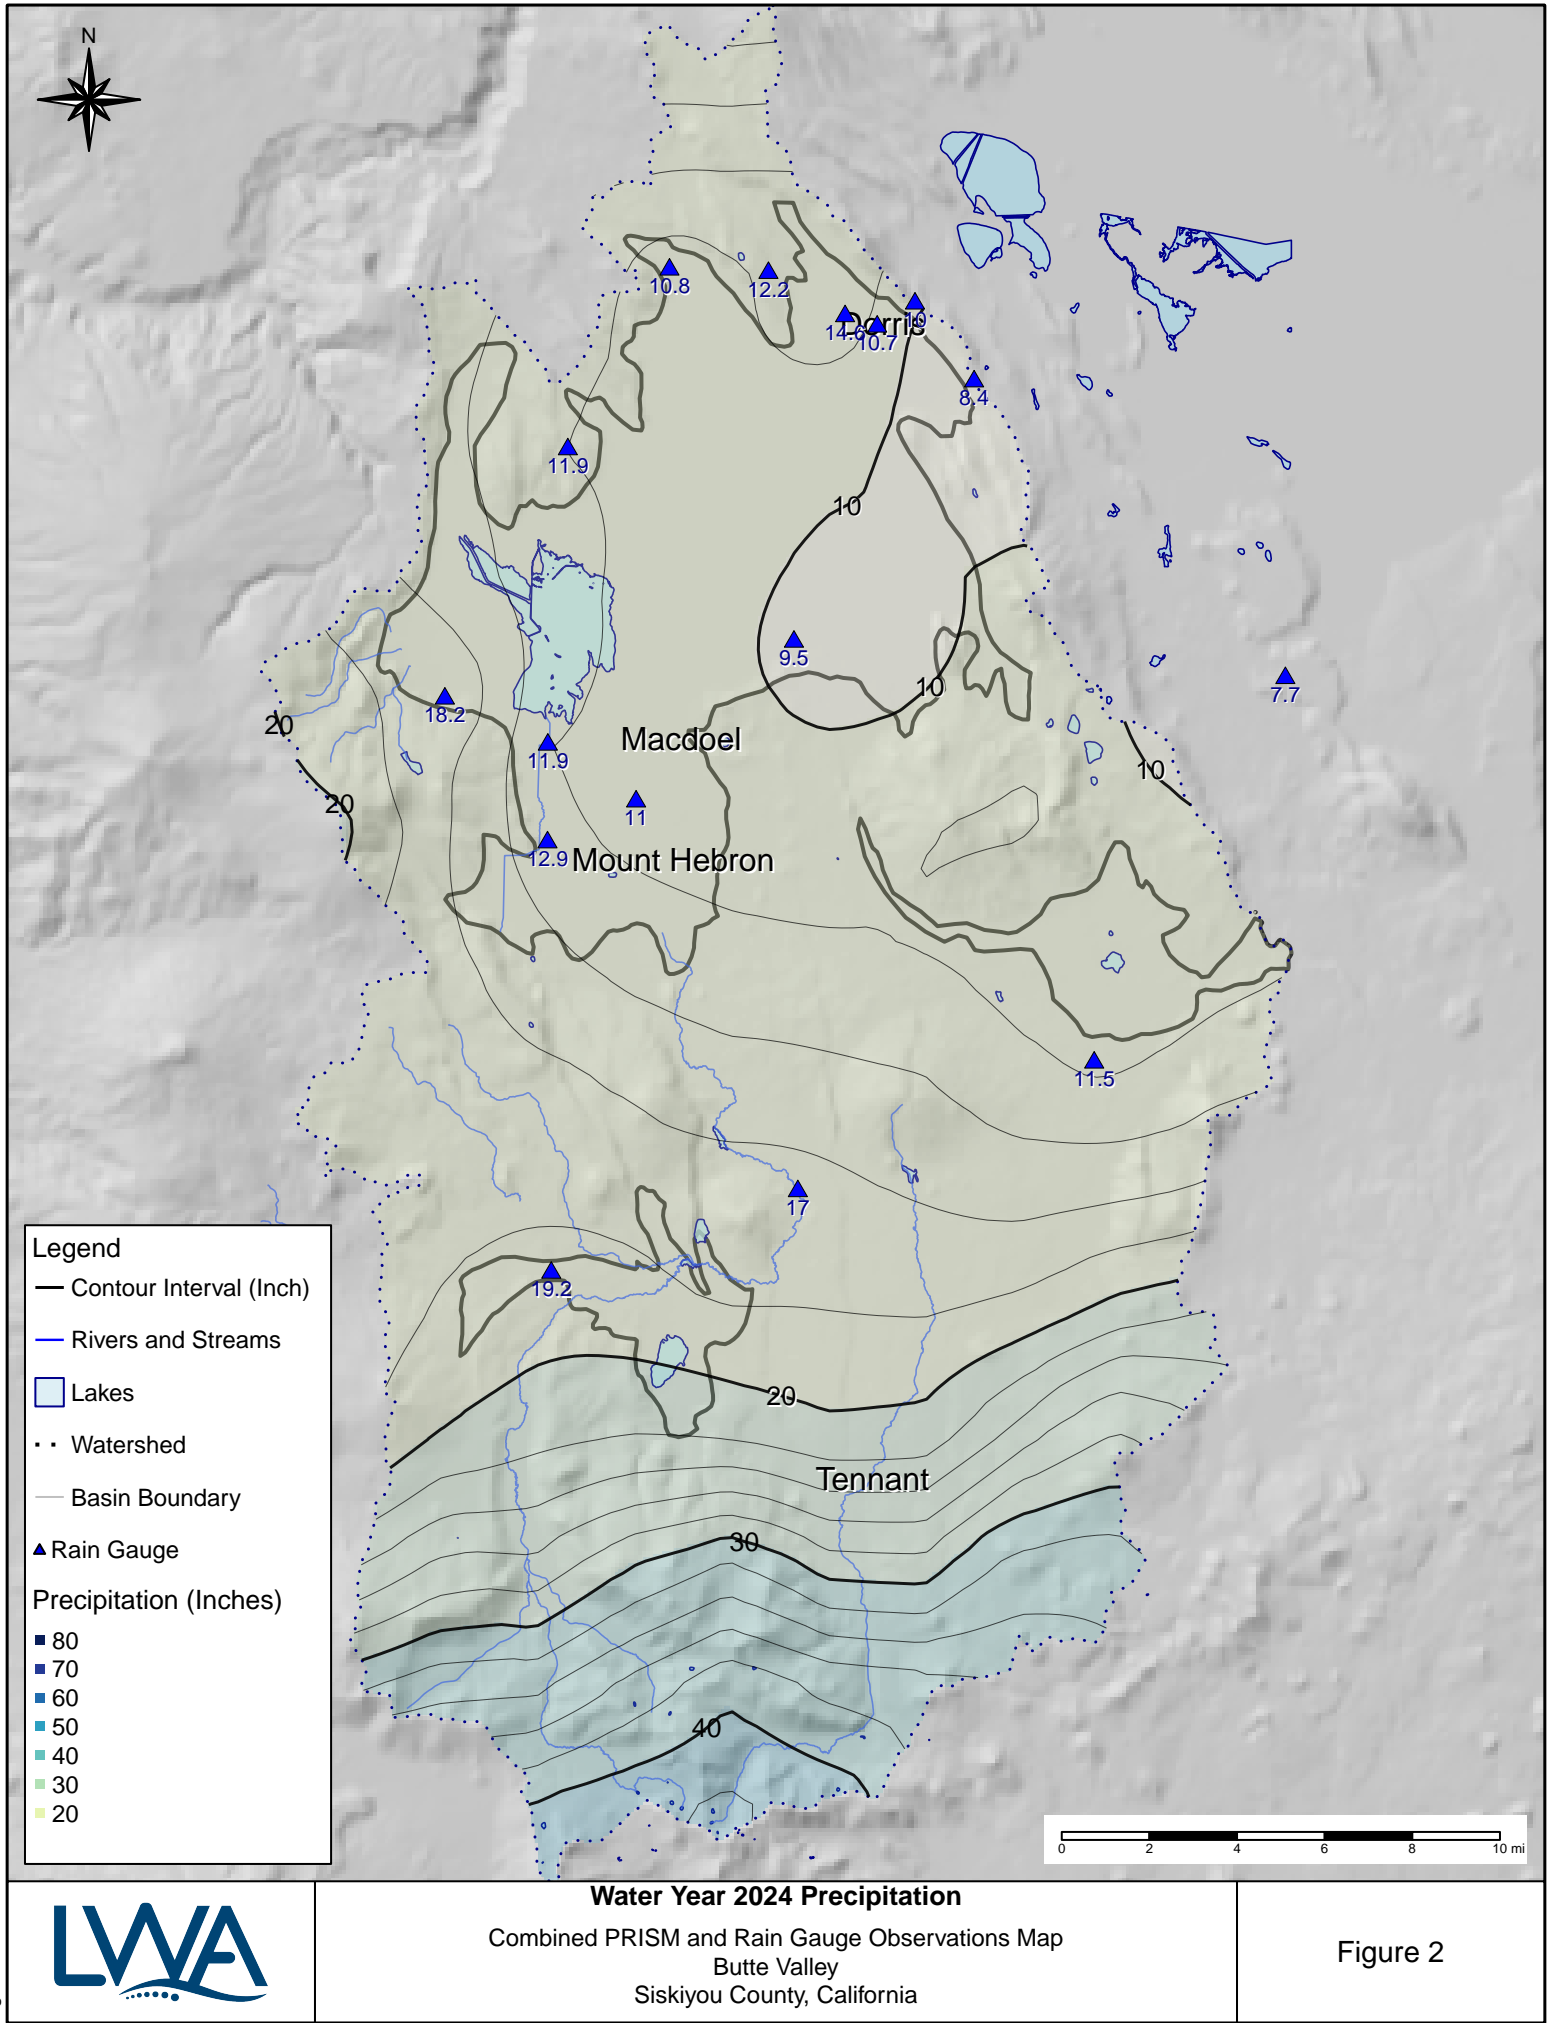 N
10.8
12.2
14.6
Dorris
10
10.7
8.4
11.9
10
9.5
10
7.7
18.2
20
11.9
Macdoel
10
20
11
12.9
Mount Hebron
11.5
17
19.2
20
Tennant
30
40
Legend
Contour Interval (Inch)
Rivers and Streams
Lakes
Watershed
Basin Boundary
Rain Gauge
Precipitation (Inches)
80
70
60
50
40
30
20
0 2 4 6 8 10 mi
LWA
Water Year 2024 Precipitation
Combined PRISM and Rain Gauge Observations Map
Butte Valley
Siskiyou County, California
Figure 2